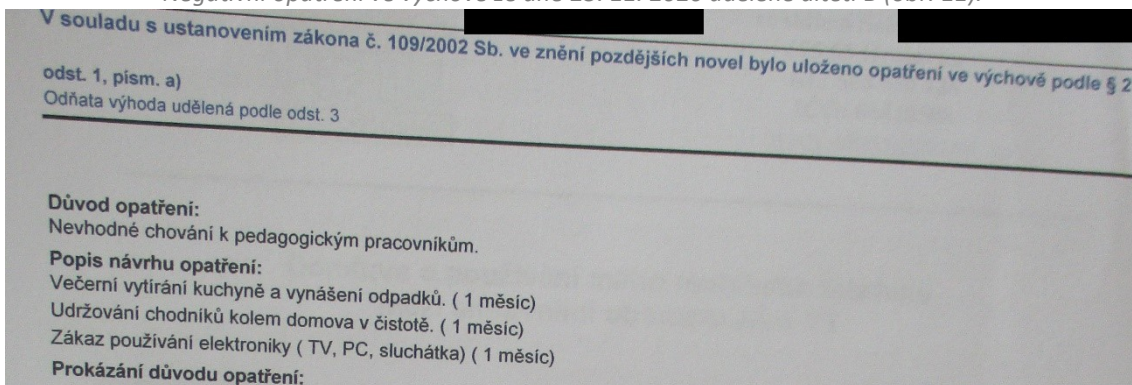 V souladu s ustanovením zákona č. 109/2002 Sb. ve znění pozdějších novel bylo uloženo opatření ve výchově podle § 2
odst. 1, písm. a)
Odňata výhoda udělená podle odst. 3
Důvod opatření:
Nevhodné chování k pedagogickým pracovníkům.
Popis návrhu opatření:
Večerní vytírání kuchyně a vynášení odpadků. ( 1 měsíc)
Udržování chodníků kolem domova v čistotě. ( 1 měsíc)
Zákaz používání elektroniky ( TV, PC, sluchátka) ( 1 měsíc)
Prokázání důvodu opatření: